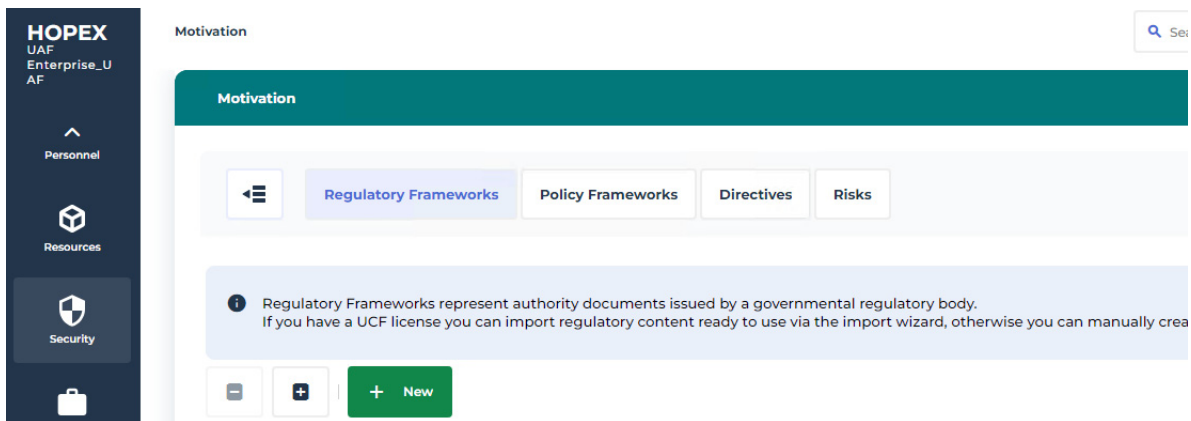 HOPEX
UAF
Enterprise_U
AF
Personnel
Resources
Security
Motivation
Motivation
Regulatory Frameworks
Policy Frameworks
Directives
Risks
Regulatory Frameworks represent authority documents issued by a governmental regulatory body.
If you have a UCF license you can import regulatory content ready to use via the import wizard, otherwise you can manually crea
+ New